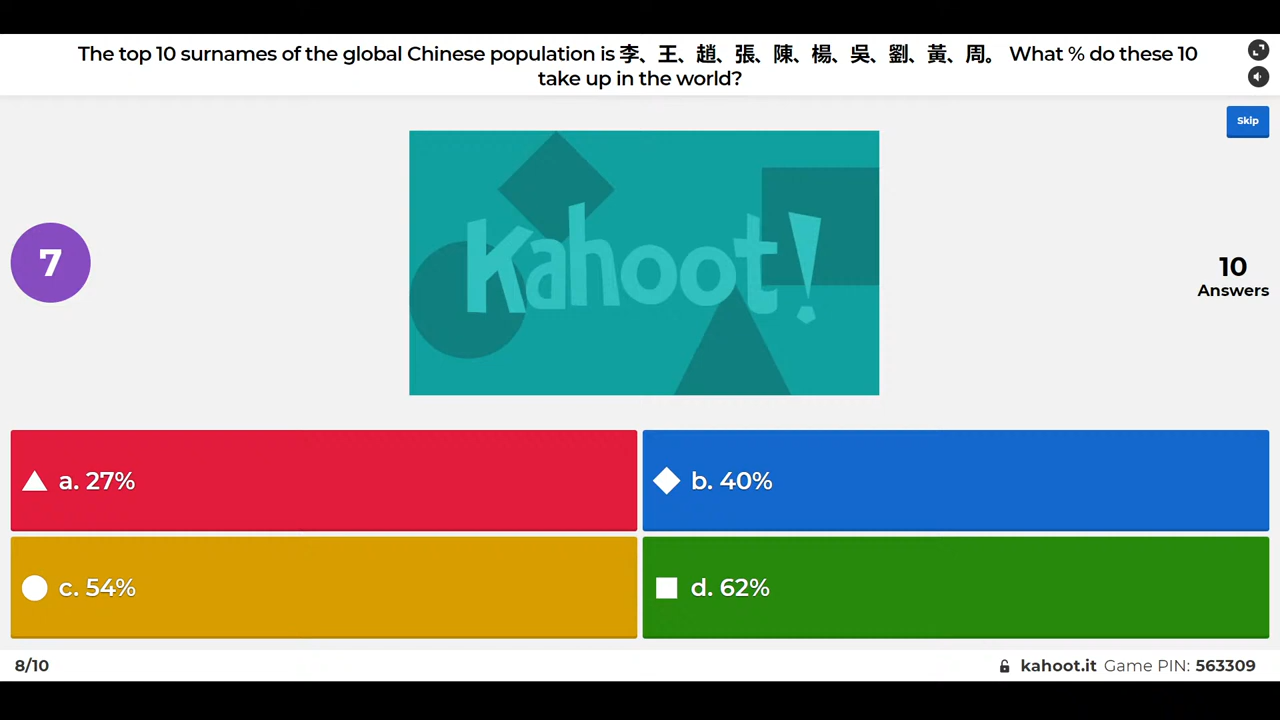 The top 10 surnames of the global Chinese population is 李、王、趙、張、陳、楊、吳、劉、黃、周。 What % do these 10
take up in the world?
Skip
Kahoot!
7
10
Answers
a. 27%
b. 40%
c. 54%
d. 62%
8/10
kahoot.it Game PIN: 563309